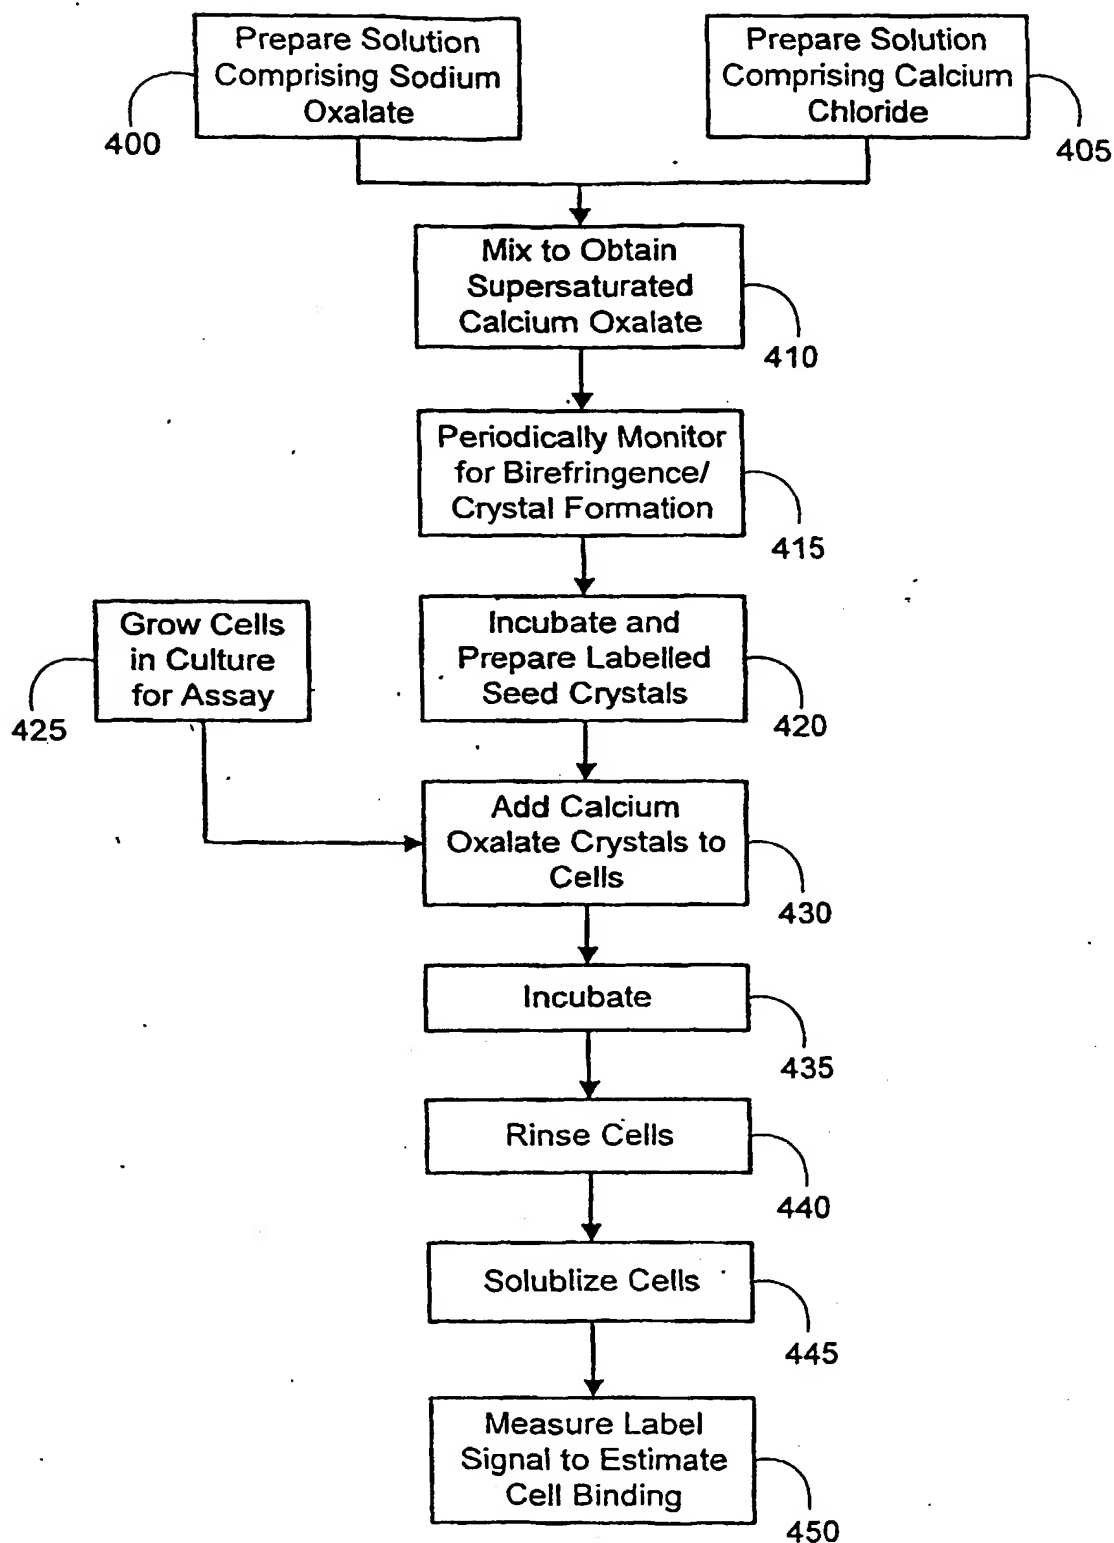 Prepare Solution
Comprising Sodium
Oxalate
400
Prepare Solution
Comprising Calcium
Chloride
405
Mix to Obtain
Supersaturated
Calcium Oxalate
410
Periodically Monitor
for Birefringence/
Crystal Formation
415
Incubate and
Prepare Labelled
Seed Crystals
420
Grow Cells
in Culture
for Assay
425
Add Calcium
Oxalate Crystals to
Cells
430
Incubate
435
Rinse Cells
440
Solublize Cells
445
Measure Label
Signal to Estimate
Cell Binding
450